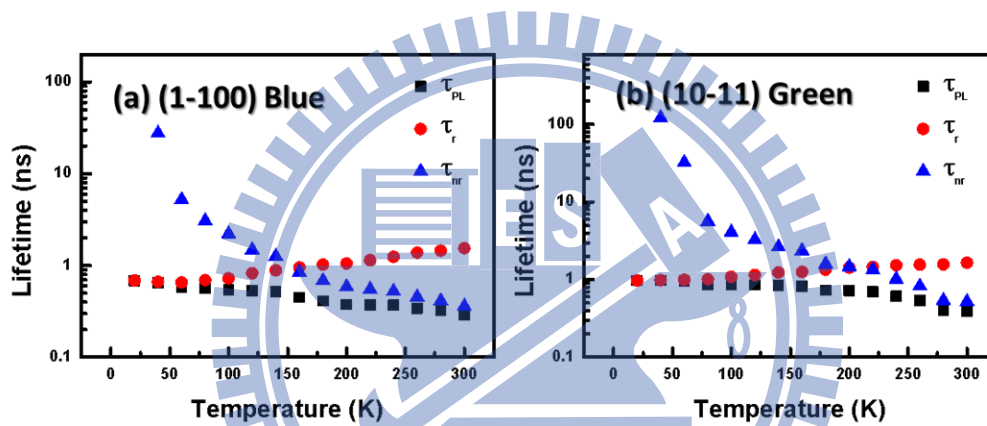 (a) (1-100) Blue
τPL
τr
τnr
100
10
1
0.1
Lifetime (ns)
0
50
100
150
200
250
300
Temperature (K)
(b) (10-11) Green
τPL
τr
τnr
100
10
1
0.1
Lifetime (ns)
0
50
100
150
200
250
300
Temperature (K)
E S A
8